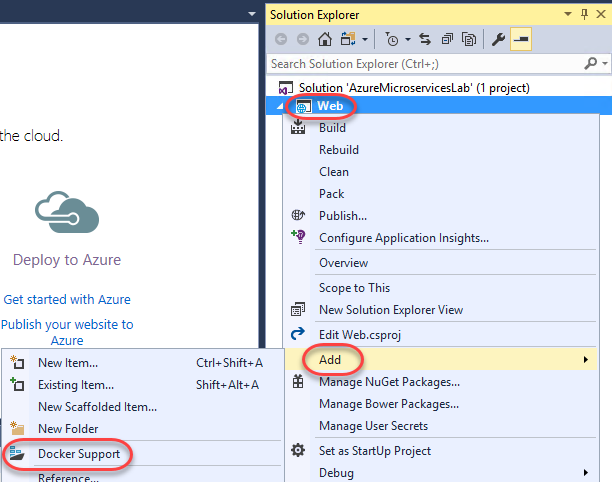 Solution Explorer
Search Solution Explorer (Ctrl+;)
Solution 'AzureMicroservicesLab' (1 project)
Web
Build
Rebuild
Clean
Pack
Publish...
Configure Application Insights...
Overview
Scope to This
New Solution Explorer View
Edit Web.csproj
Add
Manage NuGet Packages...
Manage Bower Packages...
Manage User Secrets
Set as StartUp Project
Debug
the cloud.
Deploy to Azure
Get started with Azure
Publish your website to
Azure
New Item... Ctrl+Shift+A
Existing Item... Shift+Alt+A
New Scaffolded Item...
New Folder
Docker Support
Reference...